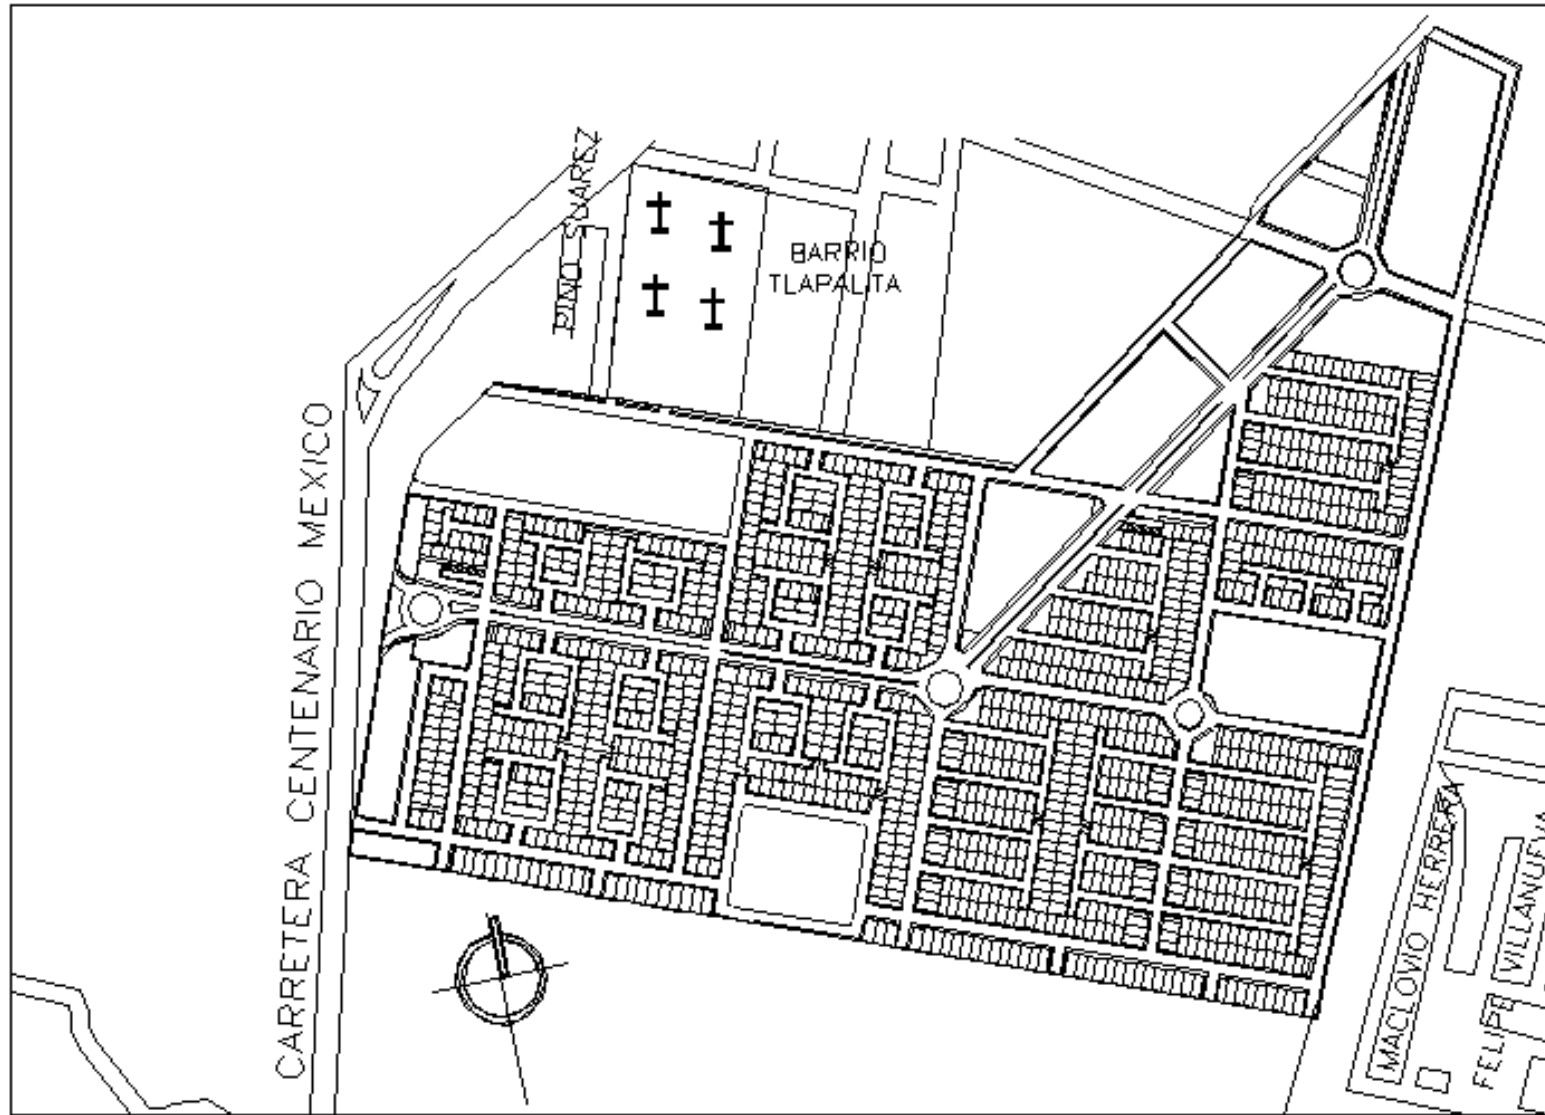 PINO SUAREZ
BARRIO
TLAPALITA
CARRETERA CENTENARIO MEXICO
MACLOVIO HERRERA
FELIPE VILLANUEVA